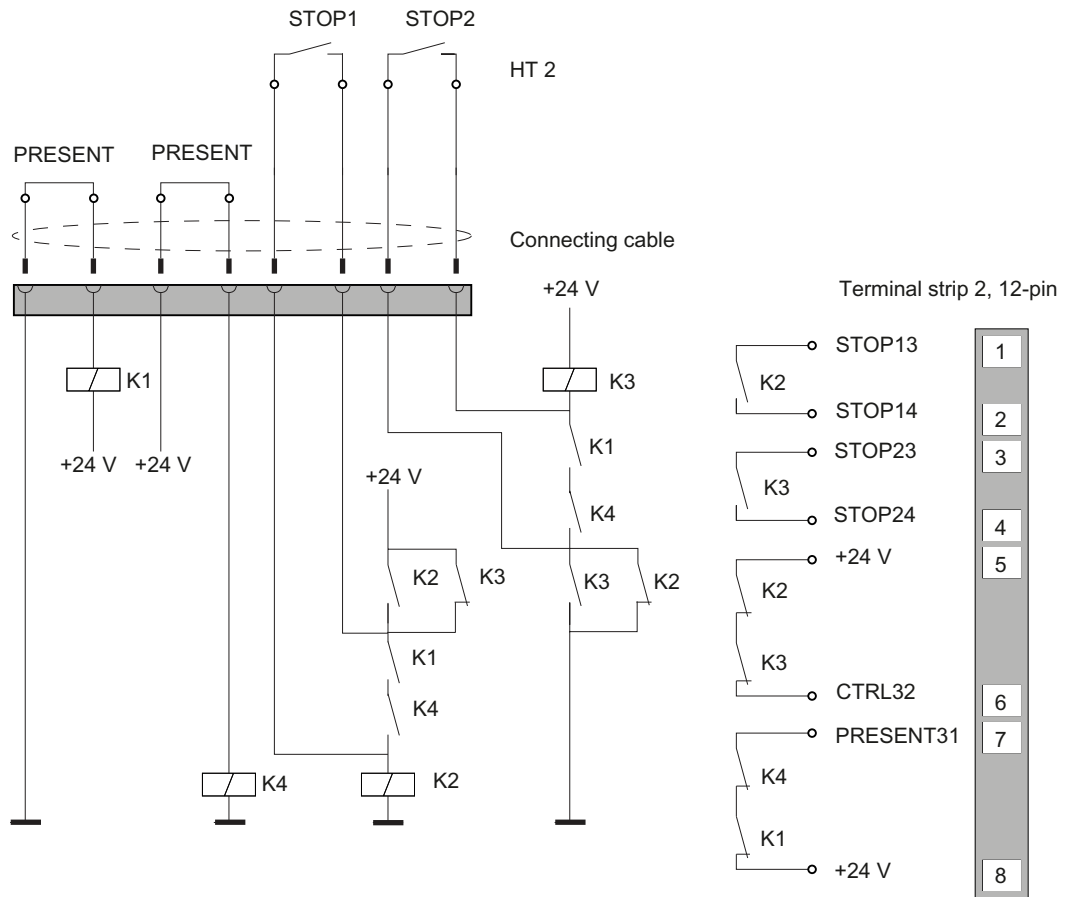 STOP1 STOP2
HT 2
PRESENT PRESENT
Connecting cable
+24 V
Terminal strip 2, 12-pin
STOP13 1
K1
K3
K2
STOP14 2
K1
STOP23 3
+24 V +24 V
+24 V
K3
K4
STOP24 4
+24 V 5
K2 K3 K3 K2
K2
K1
K3
K4
CTRL32 6
PRESENT31 7
K4 K2
K4
K1
+24 V 8